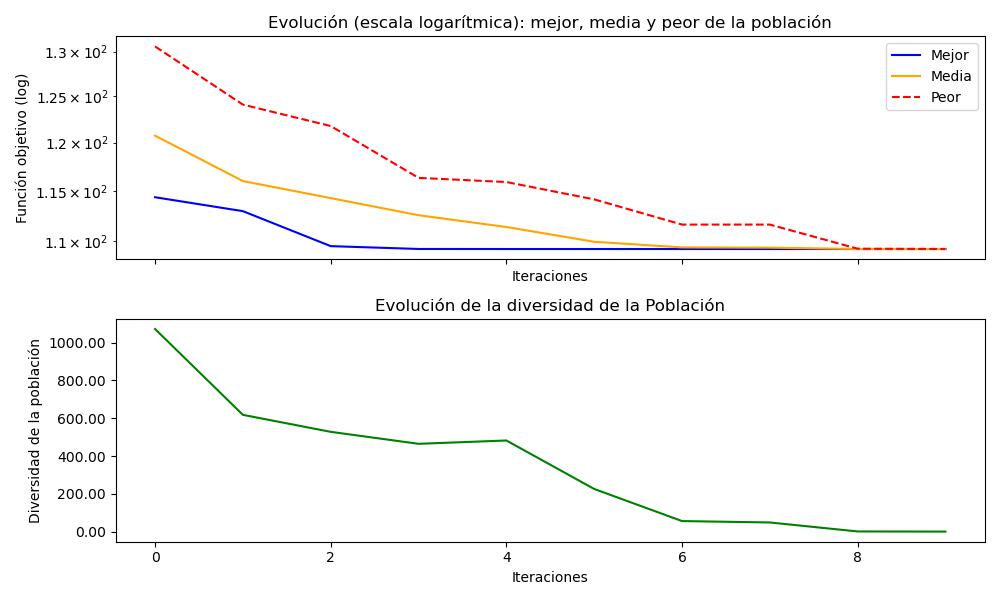 Evolución (escala logarítmica): mejor, media y peor de la población
Función objetivo (log)
1.3 × 10²
1.25 × 10²
1.2 × 10²
1.15 × 10²
1.1 × 10²
Mejor
Media
Peor
Iteraciones
Evolución de la diversidad de la Población
Diversidad de la población
1000.00
800.00
600.00
400.00
200.00
0.00
0 2 4 6 8
Iteraciones